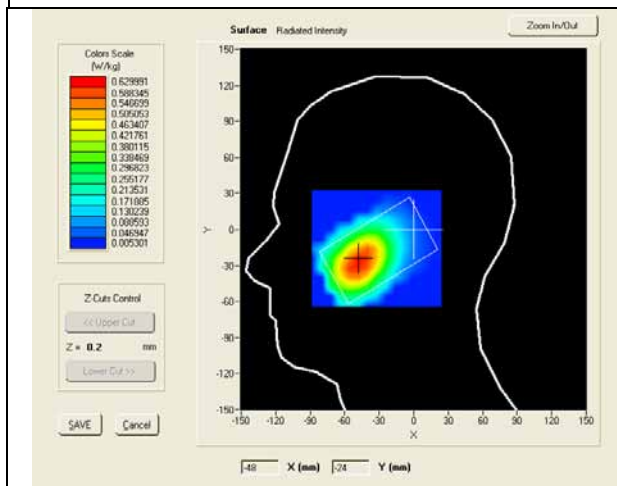 Surface Radiated Intensity
Zoom In/Out
Colors Scale
(W/kg)
0.629991
0.588345
0.546699
0.505053
0.463407
0.421761
0.380115
0.338469
0.296823
0.255177
0.213531
0.171885
0.130239
0.088593
0.046947
0.005301
150
120
90
60
30
0
-30
-60
-90
-120
-150
Y
-150 -120 -90 -60 -30 0 30 60 90 120 150
X
Z-Cuts Control
<< Upper Cut
Z = 0.2 mm
Lower Cut >>
SAVE Cancel
-48 X (mm) -24 Y (mm)